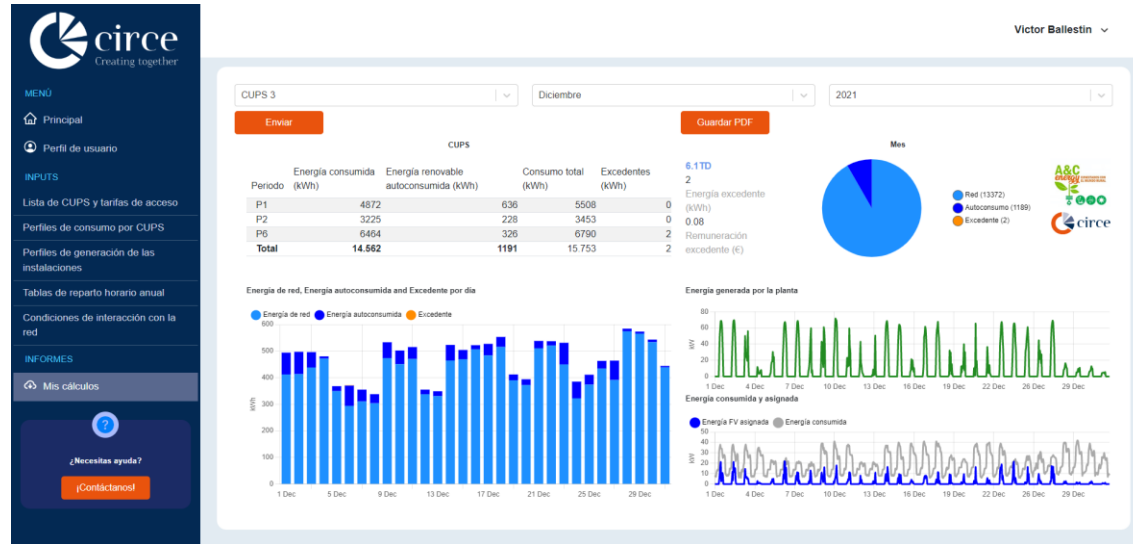 circe
Creating together
Victor Ballestin
MENÚ
Principal
Perfil de usuario
INPUTS
Lista de CUPS y tarifas de acceso
Perfiles de consumo por CUPS
Perfiles de generación de las
instalaciones
Tablas de reparto horario anual
Condiciones de interacción con la
red
INFORMES
Mis cálculos
?
¿Necesitas ayuda?
¡Contáctanos!
CUPS 3
Diciembre
2021
Enviar
Guardar PDF
CUPS
Periodo Energía consumida (kWh) Energía renovable autoconsumida (kWh) Consumo total (kWh) Excedentes (kWh)
P1 4872 636 5508 0
P2 3225 228 3453 0
P6 6464 326 6790 2
Total 14.562 1191 15.753 2
6.1TD
2
Energía excedente
(kWh)
0.08
Remuneración
excedente (€)
Mes
Red (13372)
Autoconsumo (1189)
Excedente (2)
A&C
energía
circe
Energía de red, Energía autoconsumida and Excedente por día
Energía de red Energía autoconsumida Excedente
kWh
600
500
400
300
200
100
0
1 Dec 5 Dec 9 Dec 13 Dec 17 Dec 21 Dec 25 Dec 29 Dec
Energía generada por la planta
kW
80
60
40
20
0
1 Dec 4 Dec 7 Dec 10 Dec 13 Dec 16 Dec 19 Dec 22 Dec 26 Dec 29 Dec
Energía consumida y asignada
Energía FV asignada Energía consumida
kW
50
40
30
20
10
0
1 Dec 4 Dec 7 Dec 10 Dec 13 Dec 16 Dec 19 Dec 22 Dec 26 Dec 29 Dec